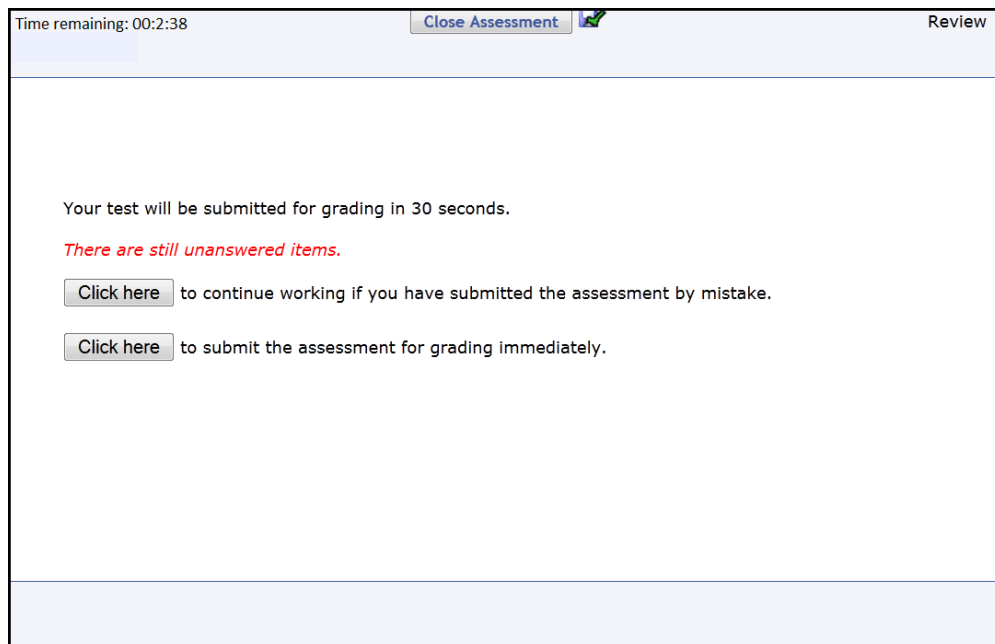 Time remaining: 00:2:38
Close Assessment
Review
Your test will be submitted for grading in 30 seconds.
There are still unanswered items.
Click here to continue working if you have submitted the assessment by mistake.
Click here to submit the assessment for grading immediately.